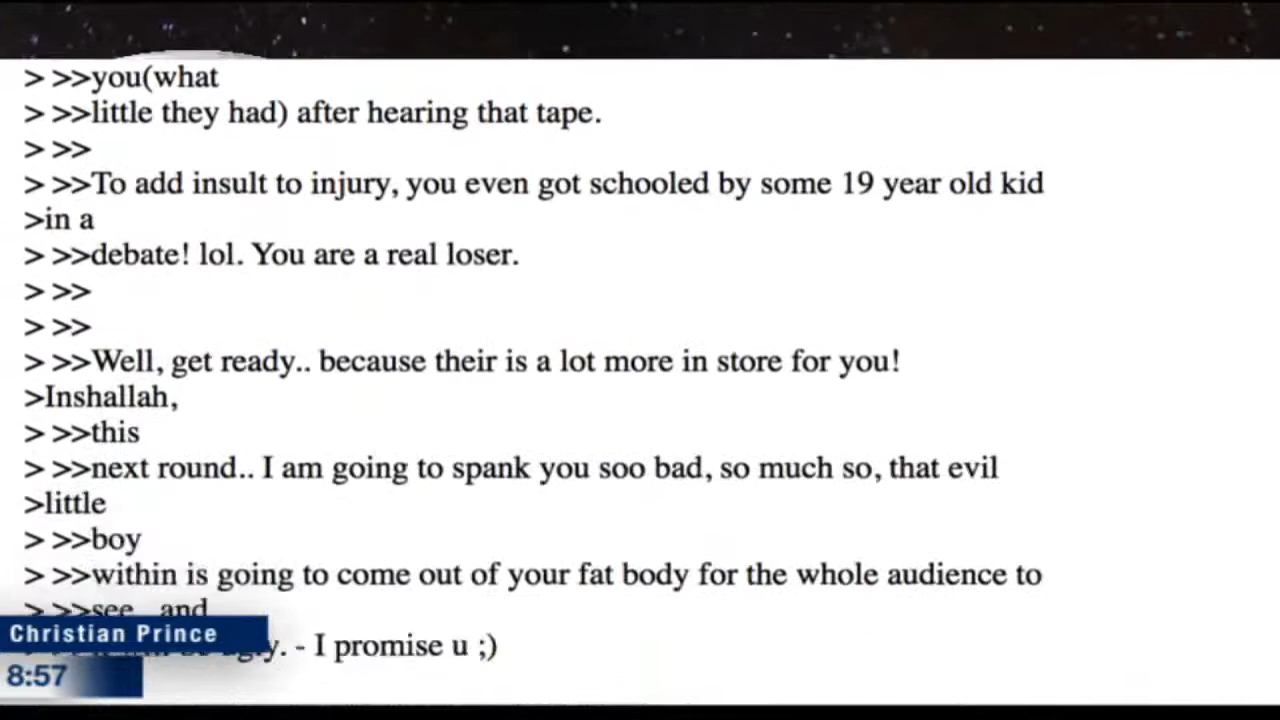 > >>you(what
> >>little they had) after hearing that tape.
> >>
> >>To add insult to injury, you even got schooled by some 19 year old kid
>in a
> >>debate! lol. You are a real loser.
> >>
> >>
> >>Well, get ready.. because their is a lot more in store for you!
>Inshallah,
> >>this
> >>next round.. I am going to spank you soo bad, so much so, that evil
>little
> >>boy
> >>within is going to come out of your fat body for the whole audience to
> >>see and
Christian Prince
- I promise u ;)
8:57